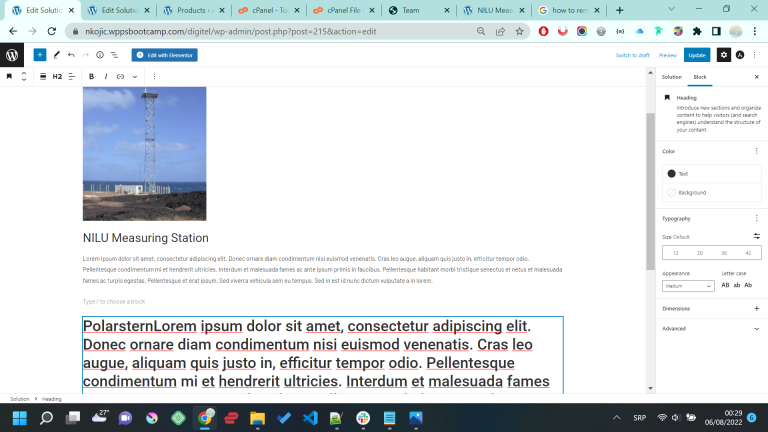 Edit Solutio
Edit Solution
Products ‹ d
cPanel - Too
cPanel File
Team
NILU Measu
how to rem
nkojic.wppsbootcamp.com/digitel/wp-admin/post.php?post=215&action=edit
Edit with Elementor
Switch to draft
Preview
Update
H2
B
I
Solution
Block
Heading
Introduce new sections and organize
content to help visitors (and search
engines) understand the structure of
your content.
Color
Text
Background
Typography
Size Default
13 20 36 42
Appearance
Letter case
Medium
AB ab Ab
Dimensions
Advanced
NILU Measuring Station
Lorem ipsum dolor sit amet, consectetur adipiscing elit. Donec ornare diam condimentum nisi euismod venenatis. Cras leo augue, aliquam quis justo in, efficitur tempor odio.
Pellentesque condimentum mi et hendrerit ultricies. Interdum et malesuada fames ac ante ipsum primis in faucibus. Pellentesque habitant morbi tristique senectus et netus et malesuada
fames ac turpis egestas. Pellentesque et erat ipsum. Sed viverra vehicula sem eu tempus. Sed in est id nunc dictum vulputate a in lorem.
Type / to choose a block
PolarsternLorem ipsum dolor sit amet, consectetur adipiscing elit.
Donec ornare diam condimentum nisi euismod venenatis. Cras leo
augue, aliquam quis justo in, efficitur tempor odio. Pellentesque
condimentum mi et hendrerit ultricies. Interdum et malesuada fames
Solution > Heading
27°
SRP
00:29
06/08/2022